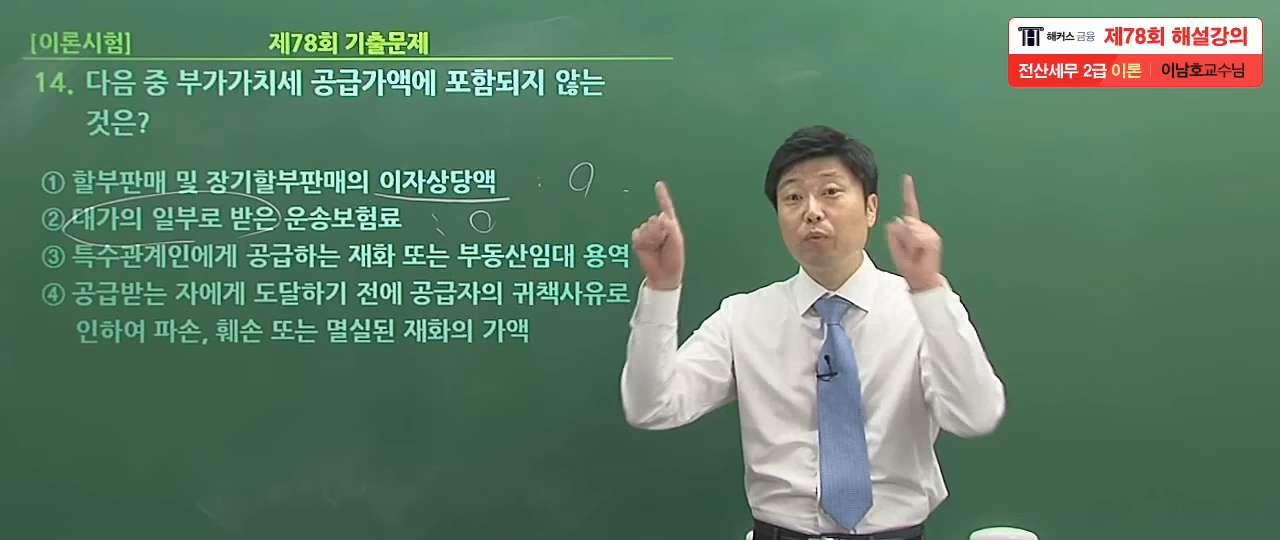 [이론시험]
제78회 기출문제
14. 다음 중 부가가치세 공급가액에 포함되지 않는
것은?
① 할부판매 및 장기할부판매의 이자상당액 : O
② 대가의 일부로 받은 운송보험료 : O
③ 특수관계인에게 공급하는 재화 또는 부동산임대 용역
④ 공급받는 자에게 도달하기 전에 공급자의 귀책사유로
인하여 파손, 훼손 또는 멸실된 재화의 가액
해커스금융 제78회 해설강의
전산세무 2급 이론 | 이남호교수님